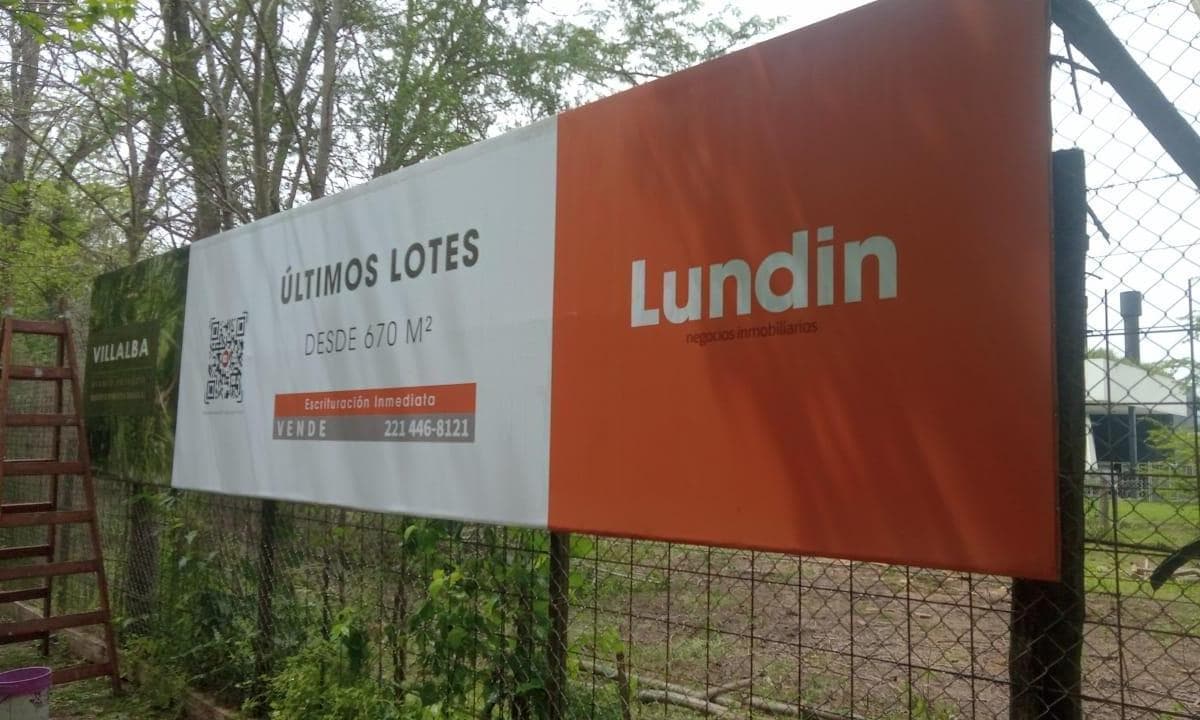 VILLALBA
ÚLTIMOS LOTES
DESDE 670 M²
Escrituración Inmediata
VENDE 221 446-8121
Lundin
negocios inmobiliarios